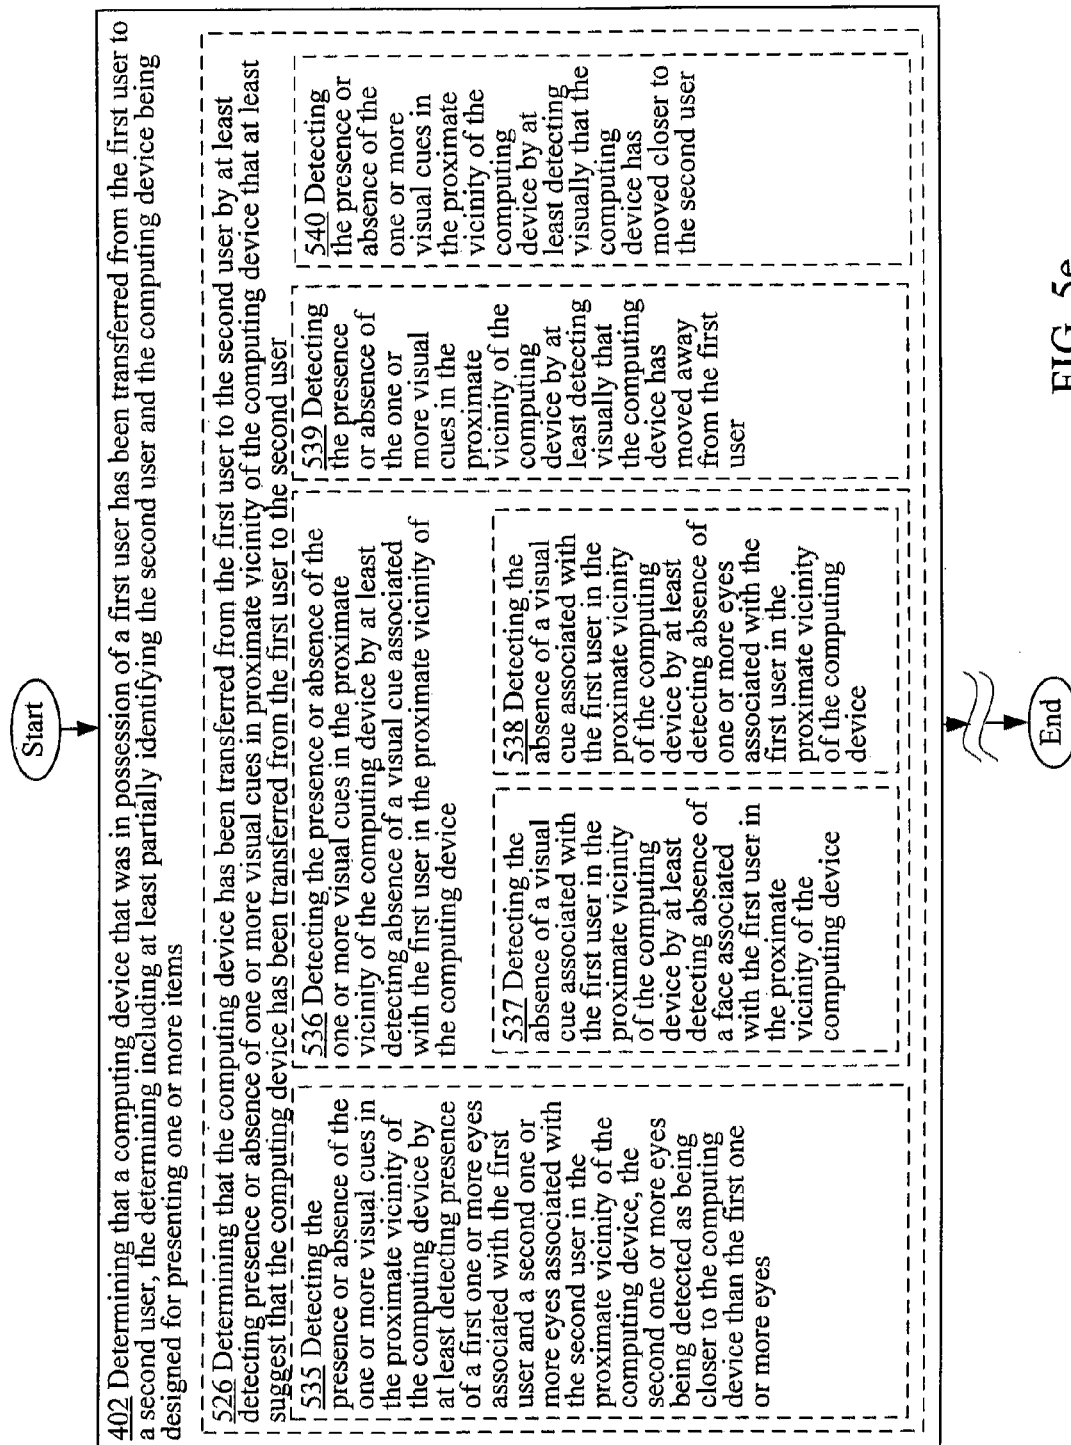 Start
402 Determining that a computing device that was in possession of a first user has been transferred from the first user to
a second user, the determining including at least partially identifying the second user and the computing device being
designed for presenting one or more items
526 Determining that the computing device has been transferred from the first user to the second user by at least
detecting presence or absence of one or more visual cues in proximate vicinity of the computing device that at least
suggest that the computing device has been transferred from the first user to the second user
535 Detecting the
presence or absence of the
one or more visual cues in
the proximate vicinity of
the computing device by
at least detecting presence
of a first one or more eyes
associated with the first
user and a second one or
more eyes associated with
the second user in the
proximate vicinity of the
computing device, the
second one or more eyes
being detected as being
closer to the computing
device than the first one
or more eyes
536 Detecting the presence or absence of the
one or more visual cues in the proximate
vicinity of the computing device by at least
detecting absence of a visual cue associated
with the first user in the proximate vicinity of
the computing device
537 Detecting the
absence of a visual
cue associated with
the first user in the
proximate vicinity
of the computing
device by at least
detecting absence of
a face associated
with the first user in
the proximate
vicinity of the
computing device
538 Detecting the
absence of a visual
cue associated with
the first user in the
proximate vicinity
of the computing
device by at least
detecting absence of
one or more eyes
associated with the
first user in the
proximate vicinity
of the computing
device
539 Detecting
the presence
or absence of
the one or
more visual
cues in the
proximate
vicinity of the
computing
device by at
least detecting
visually that
the computing
device has
moved away
from the first
user
540 Detecting
the presence or
absence of the
one or more
visual cues in
the proximate
vicinity of the
computing
device by at
least detecting
visually that the
computing
device has
moved closer to
the second user
End
FIG. 5e